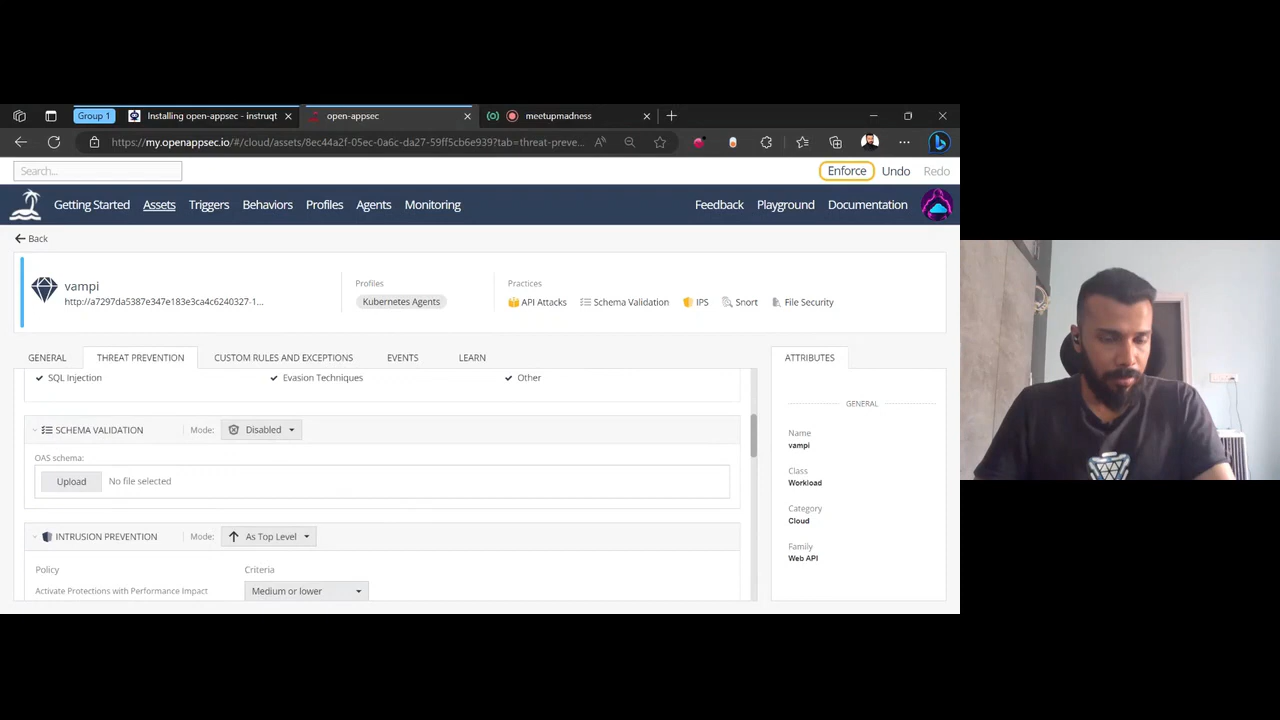 Group 1
Installing open-appsec - instruqt
open-appsec
meetupmadness
https://my.openappsec.io/#/cloud/assets/8ec44a2f-05ec-0a6c-da27-59ff5cb6e939?tab=threat-preve...
Search...
Enforce
Undo
Redo
Getting Started
Assets
Triggers
Behaviors
Profiles
Agents
Monitoring
Feedback
Playground
Documentation
Back
vampi
http://a7297da5387e347e183e3ca4c6240327-1...
Profiles
Kubernetes Agents
Practices
API Attacks
Schema Validation
IPS
Snort
File Security
GENERAL
THREAT PREVENTION
CUSTOM RULES AND EXCEPTIONS
EVENTS
LEARN
SQL Injection
Evasion Techniques
Other
SCHEMA VALIDATION
Mode:
Disabled
OAS schema:
Upload
No file selected
INTRUSION PREVENTION
Mode:
As Top Level
Policy
Criteria
Activate Protections with Performance Impact
Medium or lower
ATTRIBUTES
GENERAL
Name
vampi
Class
Workload
Category
Cloud
Family
Web API